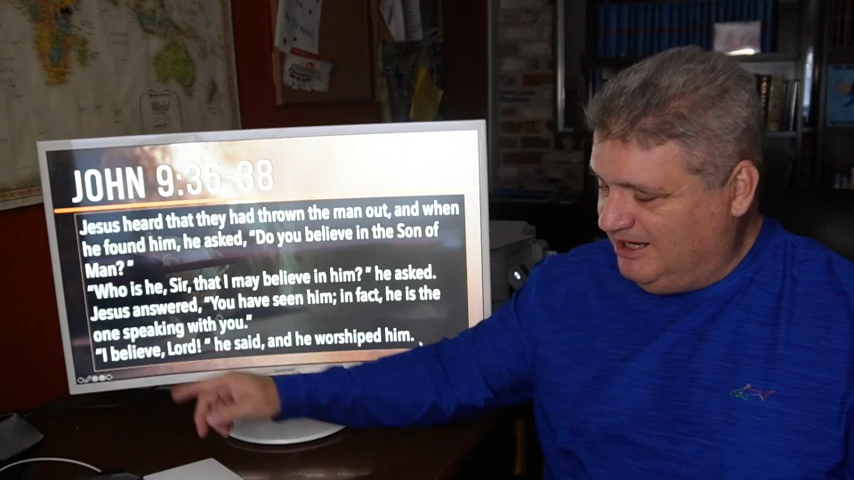 JOHN 9:35-38
Jesus heard that they had thrown the man out, and when
he found him, he asked, “Do you believe in the Son of
Man?”
“Who is he, Sir, that I may believe in him?” he asked.
Jesus answered, “You have seen him; in fact, he is the
one speaking with you.”
“I believe, Lord!” he said, and he worshiped him.